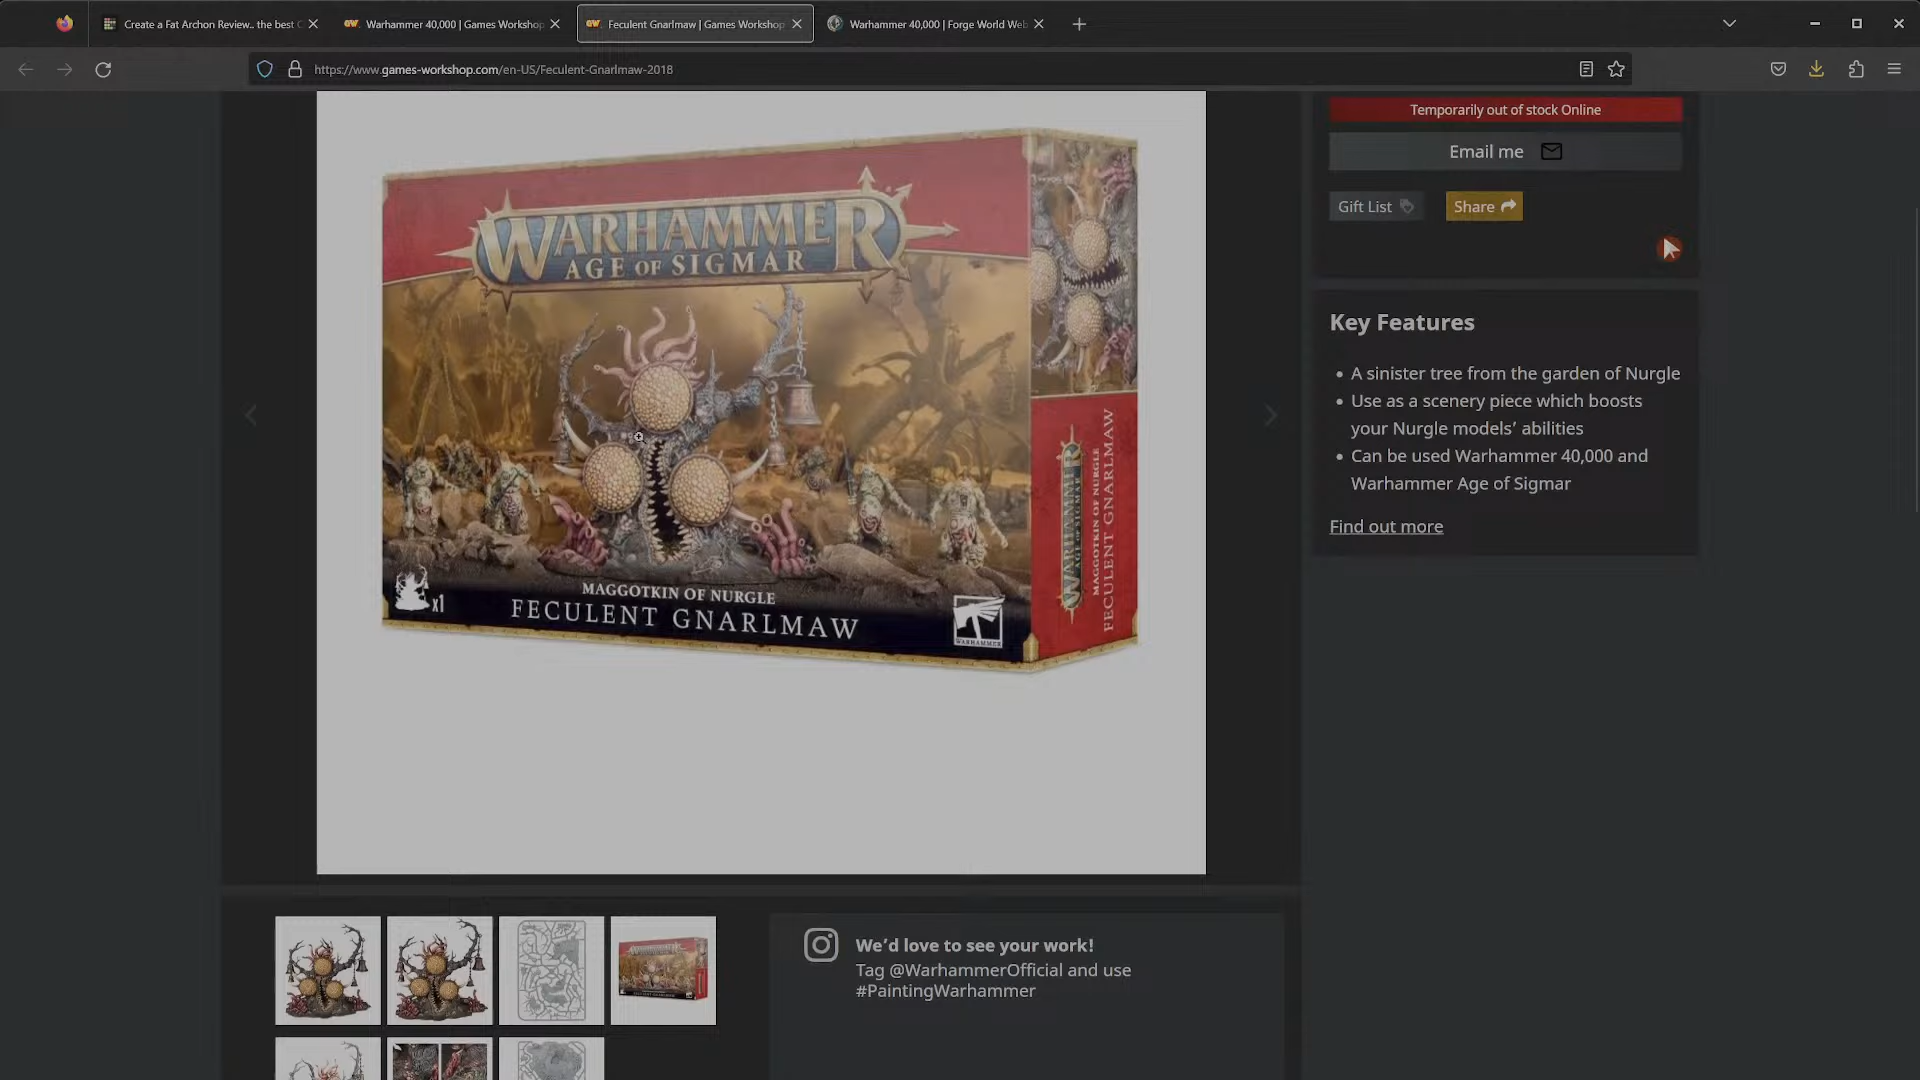 Create a Fat Archon Review.. the best C
Warhammer 40,000 | Games Workshop
Feculent Gnarlmaw | Games Workshop
Warhammer 40,000 | Forge World Web
https://www.games-workshop.com/en-US/Feculent-Gnarlmaw-2018
Temporarily out of stock Online
Email me
Gift List
Share
WARHAMMER
AGE OF SIGMAR
x1
MAGGOTKIN OF NURGLE
FECULENT GNARLMAW
WARHAMMER
WARHAMMER
AGE OF SIGMAR
MAGGOTKIN OF NURGLE
FECULENT GNARLMAW
Key Features
• A sinister tree from the garden of Nurgle
• Use as a scenery piece which boosts
your Nurgle models’ abilities
• Can be used Warhammer 40,000 and
Warhammer Age of Sigmar
Find out more
We’d love to see your work!
Tag @WarhammerOfficial and use
#PaintingWarhammer